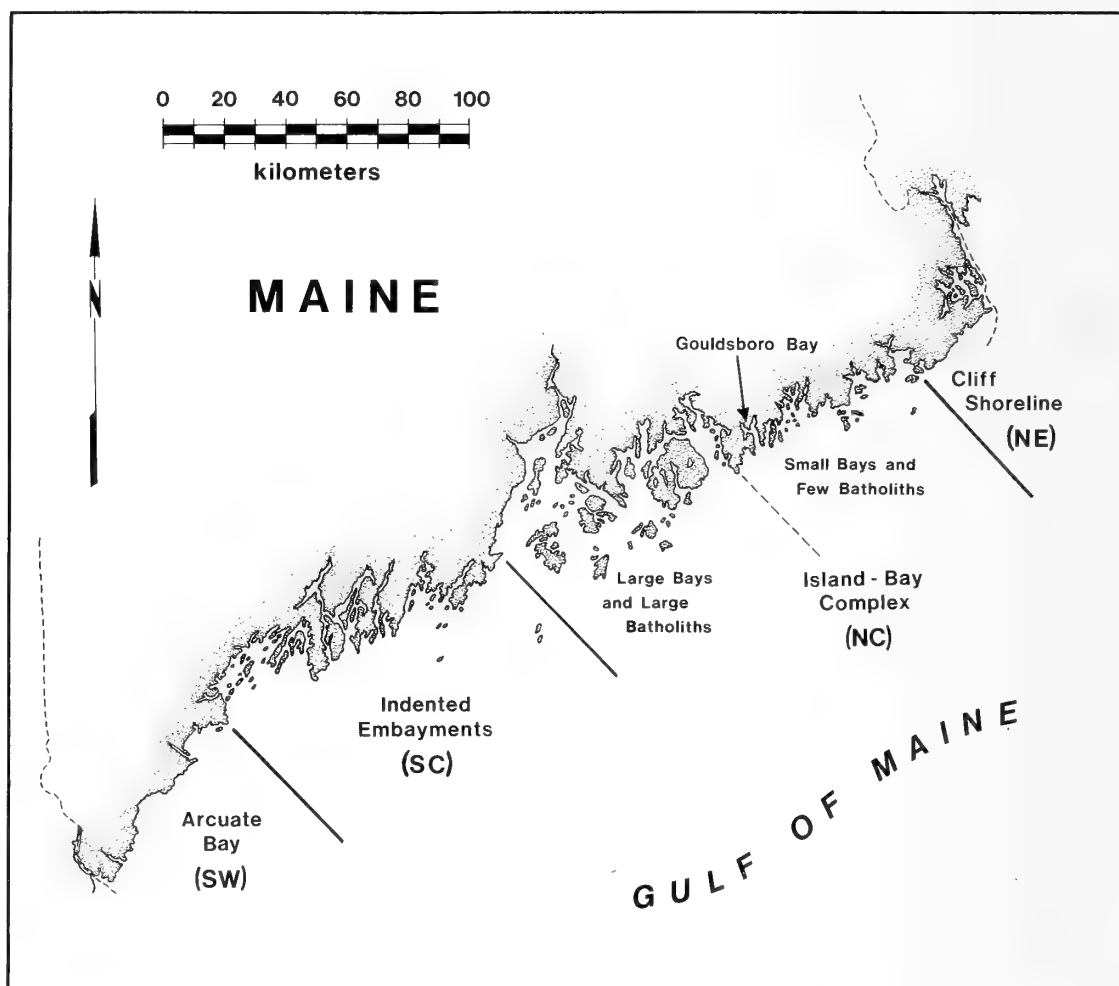 0 20 40 60 80 100
kilometers
N
MAINE
Gouldsboro Bay
Cliff
Shoreline
(NE)
Small Bays and
Few Batholiths
Island - Bay
Complex
(NC)
Large Bays
and Large
Batholiths
Indented
Embayments
(SC)
Arcuate
Bay
(SW)
GULF OF MAINE